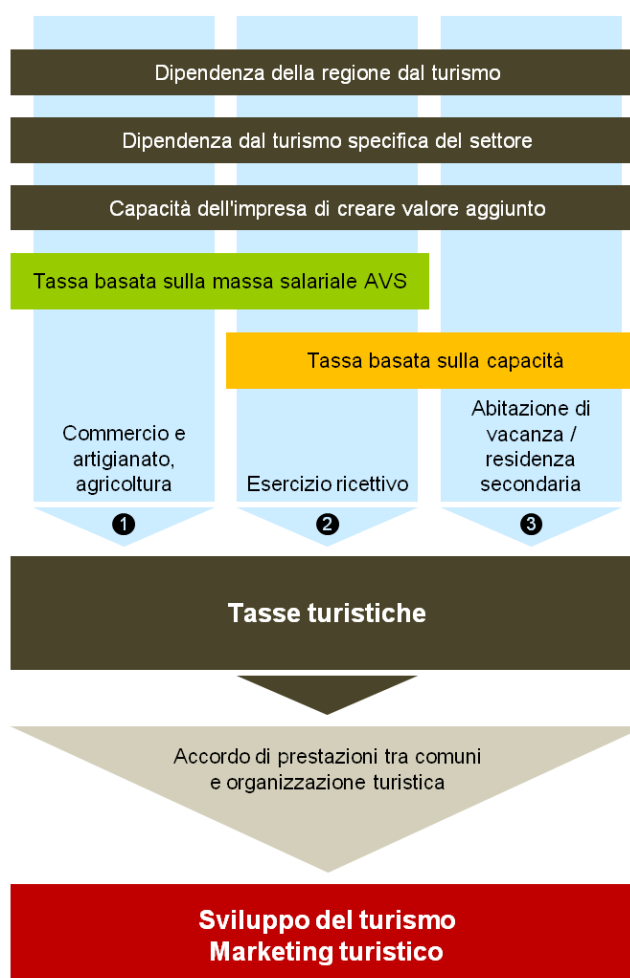 Dipendenza della regione dal turismo
Dipendenza dal turismo specifica del settore
Capacità dell'impresa di creare valore aggiunto
Tassa basata sulla massa salariale AVS
Tassa basata sulla capacità
Commercio e
artigianato,
agricoltura
Esercizio ricettivo
Abitazione di
vacanza /
residenza
secondaria
1
2
3
Tasse turistiche
Accordo di prestazioni tra comuni
e organizzazione turistica
Sviluppo del turismo
Marketing turistico